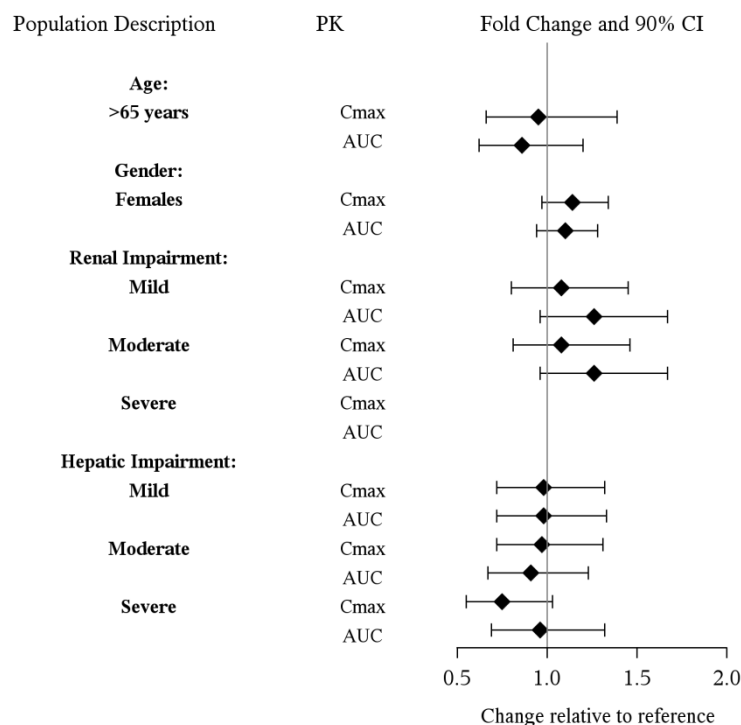 Population Description PK Fold Change and 90% CI
Age:
>65 years Cmax
AUC
Gender:
Females Cmax
AUC
Renal Impairment:
Mild Cmax
AUC
Moderate Cmax
AUC
Severe Cmax
AUC
Hepatic Impairment:
Mild Cmax
AUC
Moderate Cmax
AUC
Severe Cmax
AUC
0.5 1.0 1.5 2.0
Change relative to reference